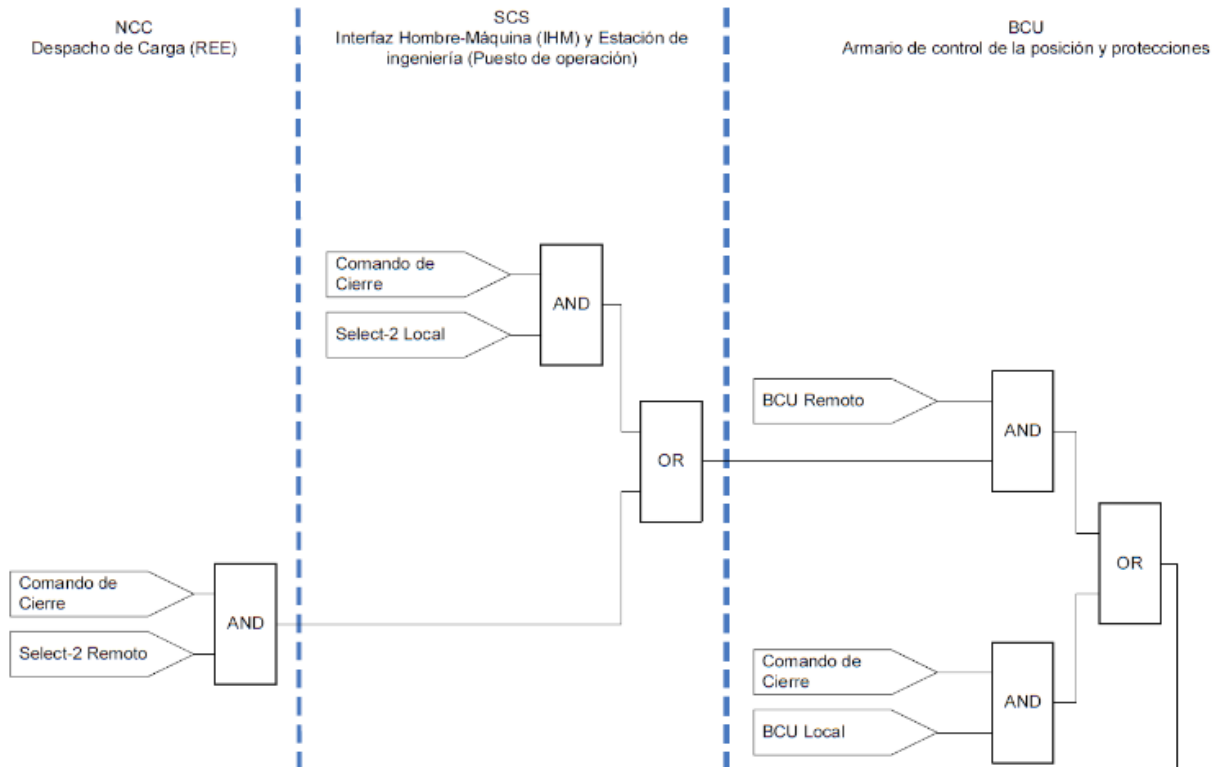 NCC
Despacho de Carga (REE)
SCS
Interfaz Hombre-Máquina (IHM) y Estación de
ingeniería (Puesto de operación)
BCU
Armario de control de la posición y protecciones
Comando de
Cierre
Select-2 Local
AND
OR
BCU Remoto
AND
OR
Comando de
Cierre
Select-2 Remoto
AND
Comando de
Cierre
BCU Local
AND